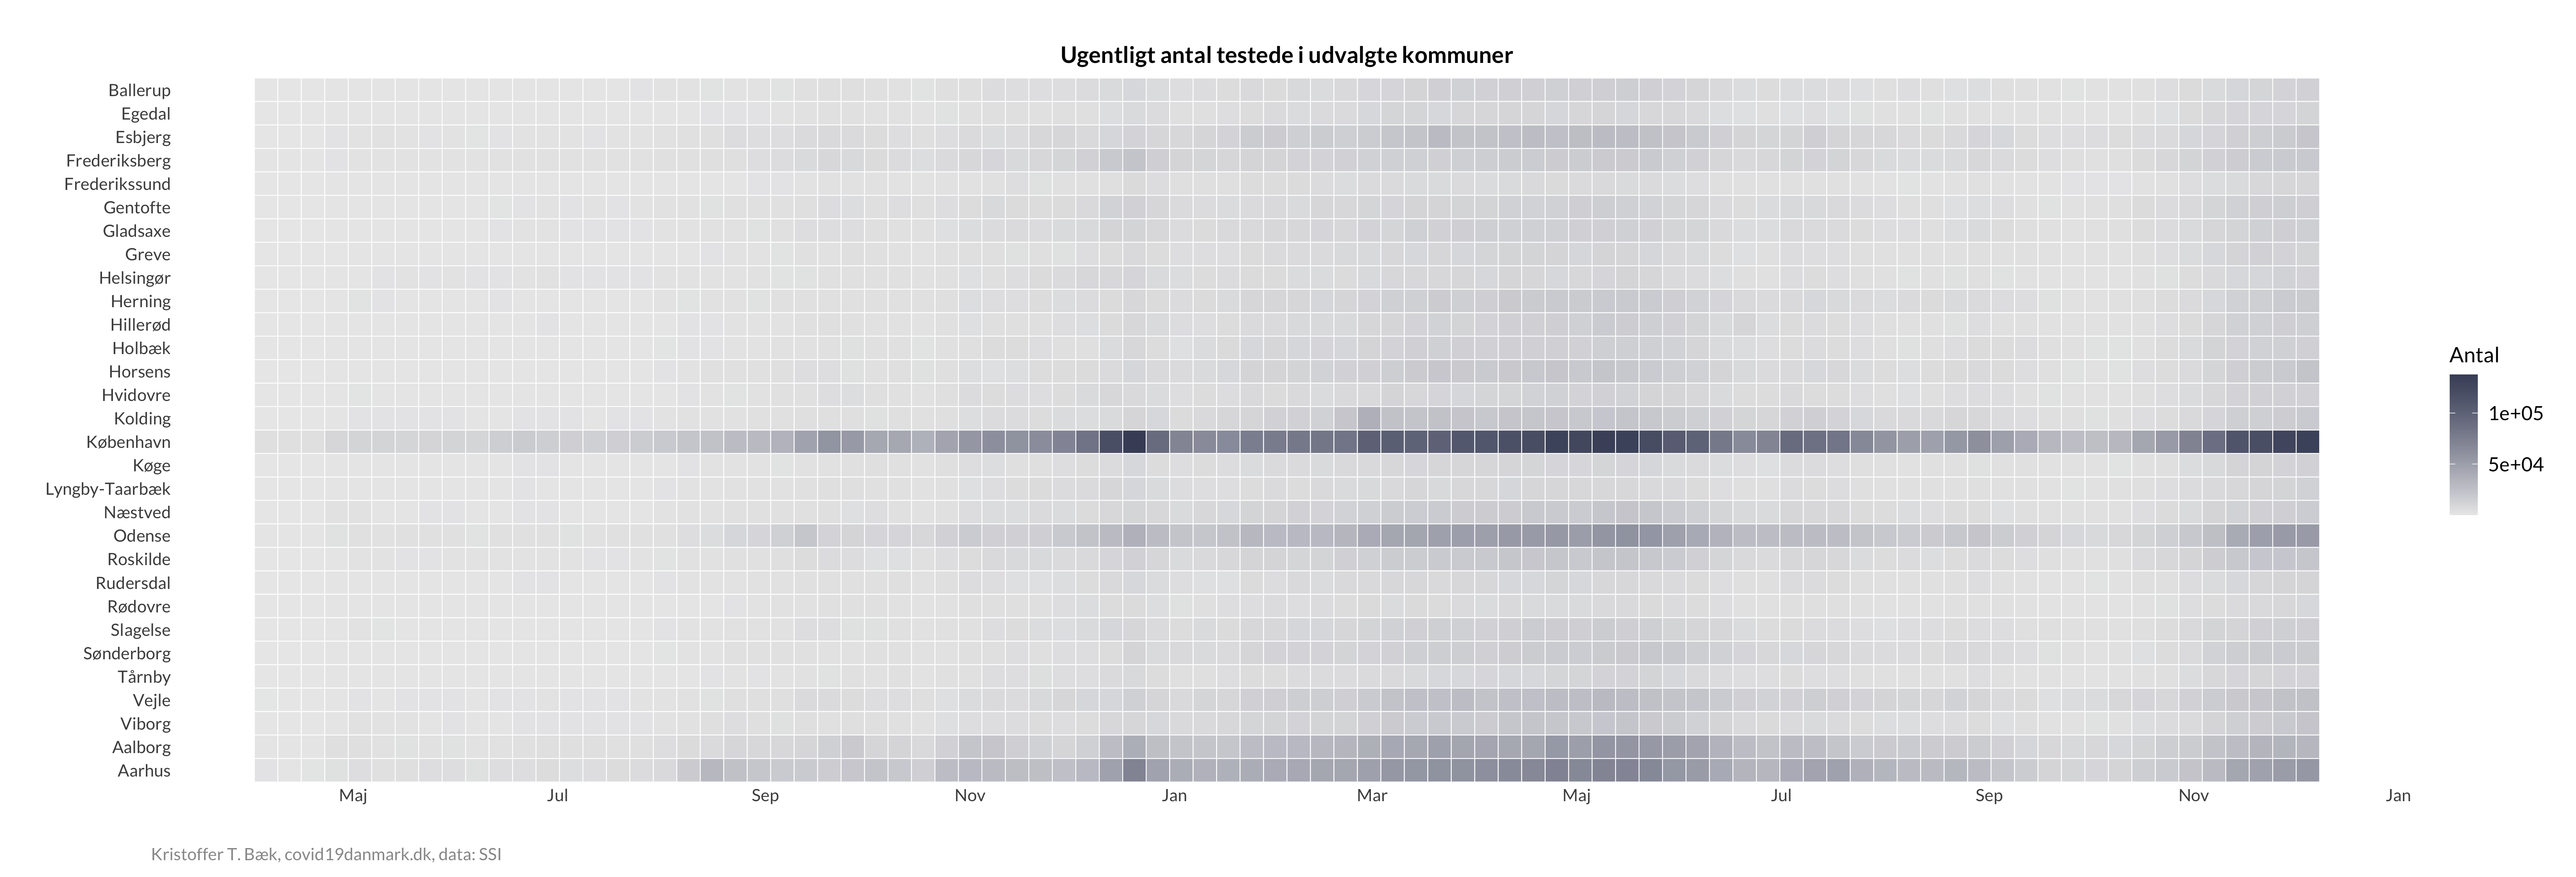 Ugentligt antal testede i udvalgte kommuner
Ballerup
Egedal
Esbjerg
Frederiksberg
Frederikssund
Gentofte
Gladsaxe
Greve
Helsingør
Herning
Hillerød
Holbæk
Horsens
Hvidovre
Kolding
København
Køge
Lyngby-Taarbæk
Næstved
Odense
Roskilde
Rudersdal
Rødovre
Slagelse
Sønderborg
Tårnby
Vejle
Viborg
Aalborg
Aarhus
Maj Jul Sep Nov Jan Mar Maj Jul Sep Nov Jan
Antal
1e+05
5e+04
Kristoffer T. Bæk, covid19danmark.dk, data: SSI